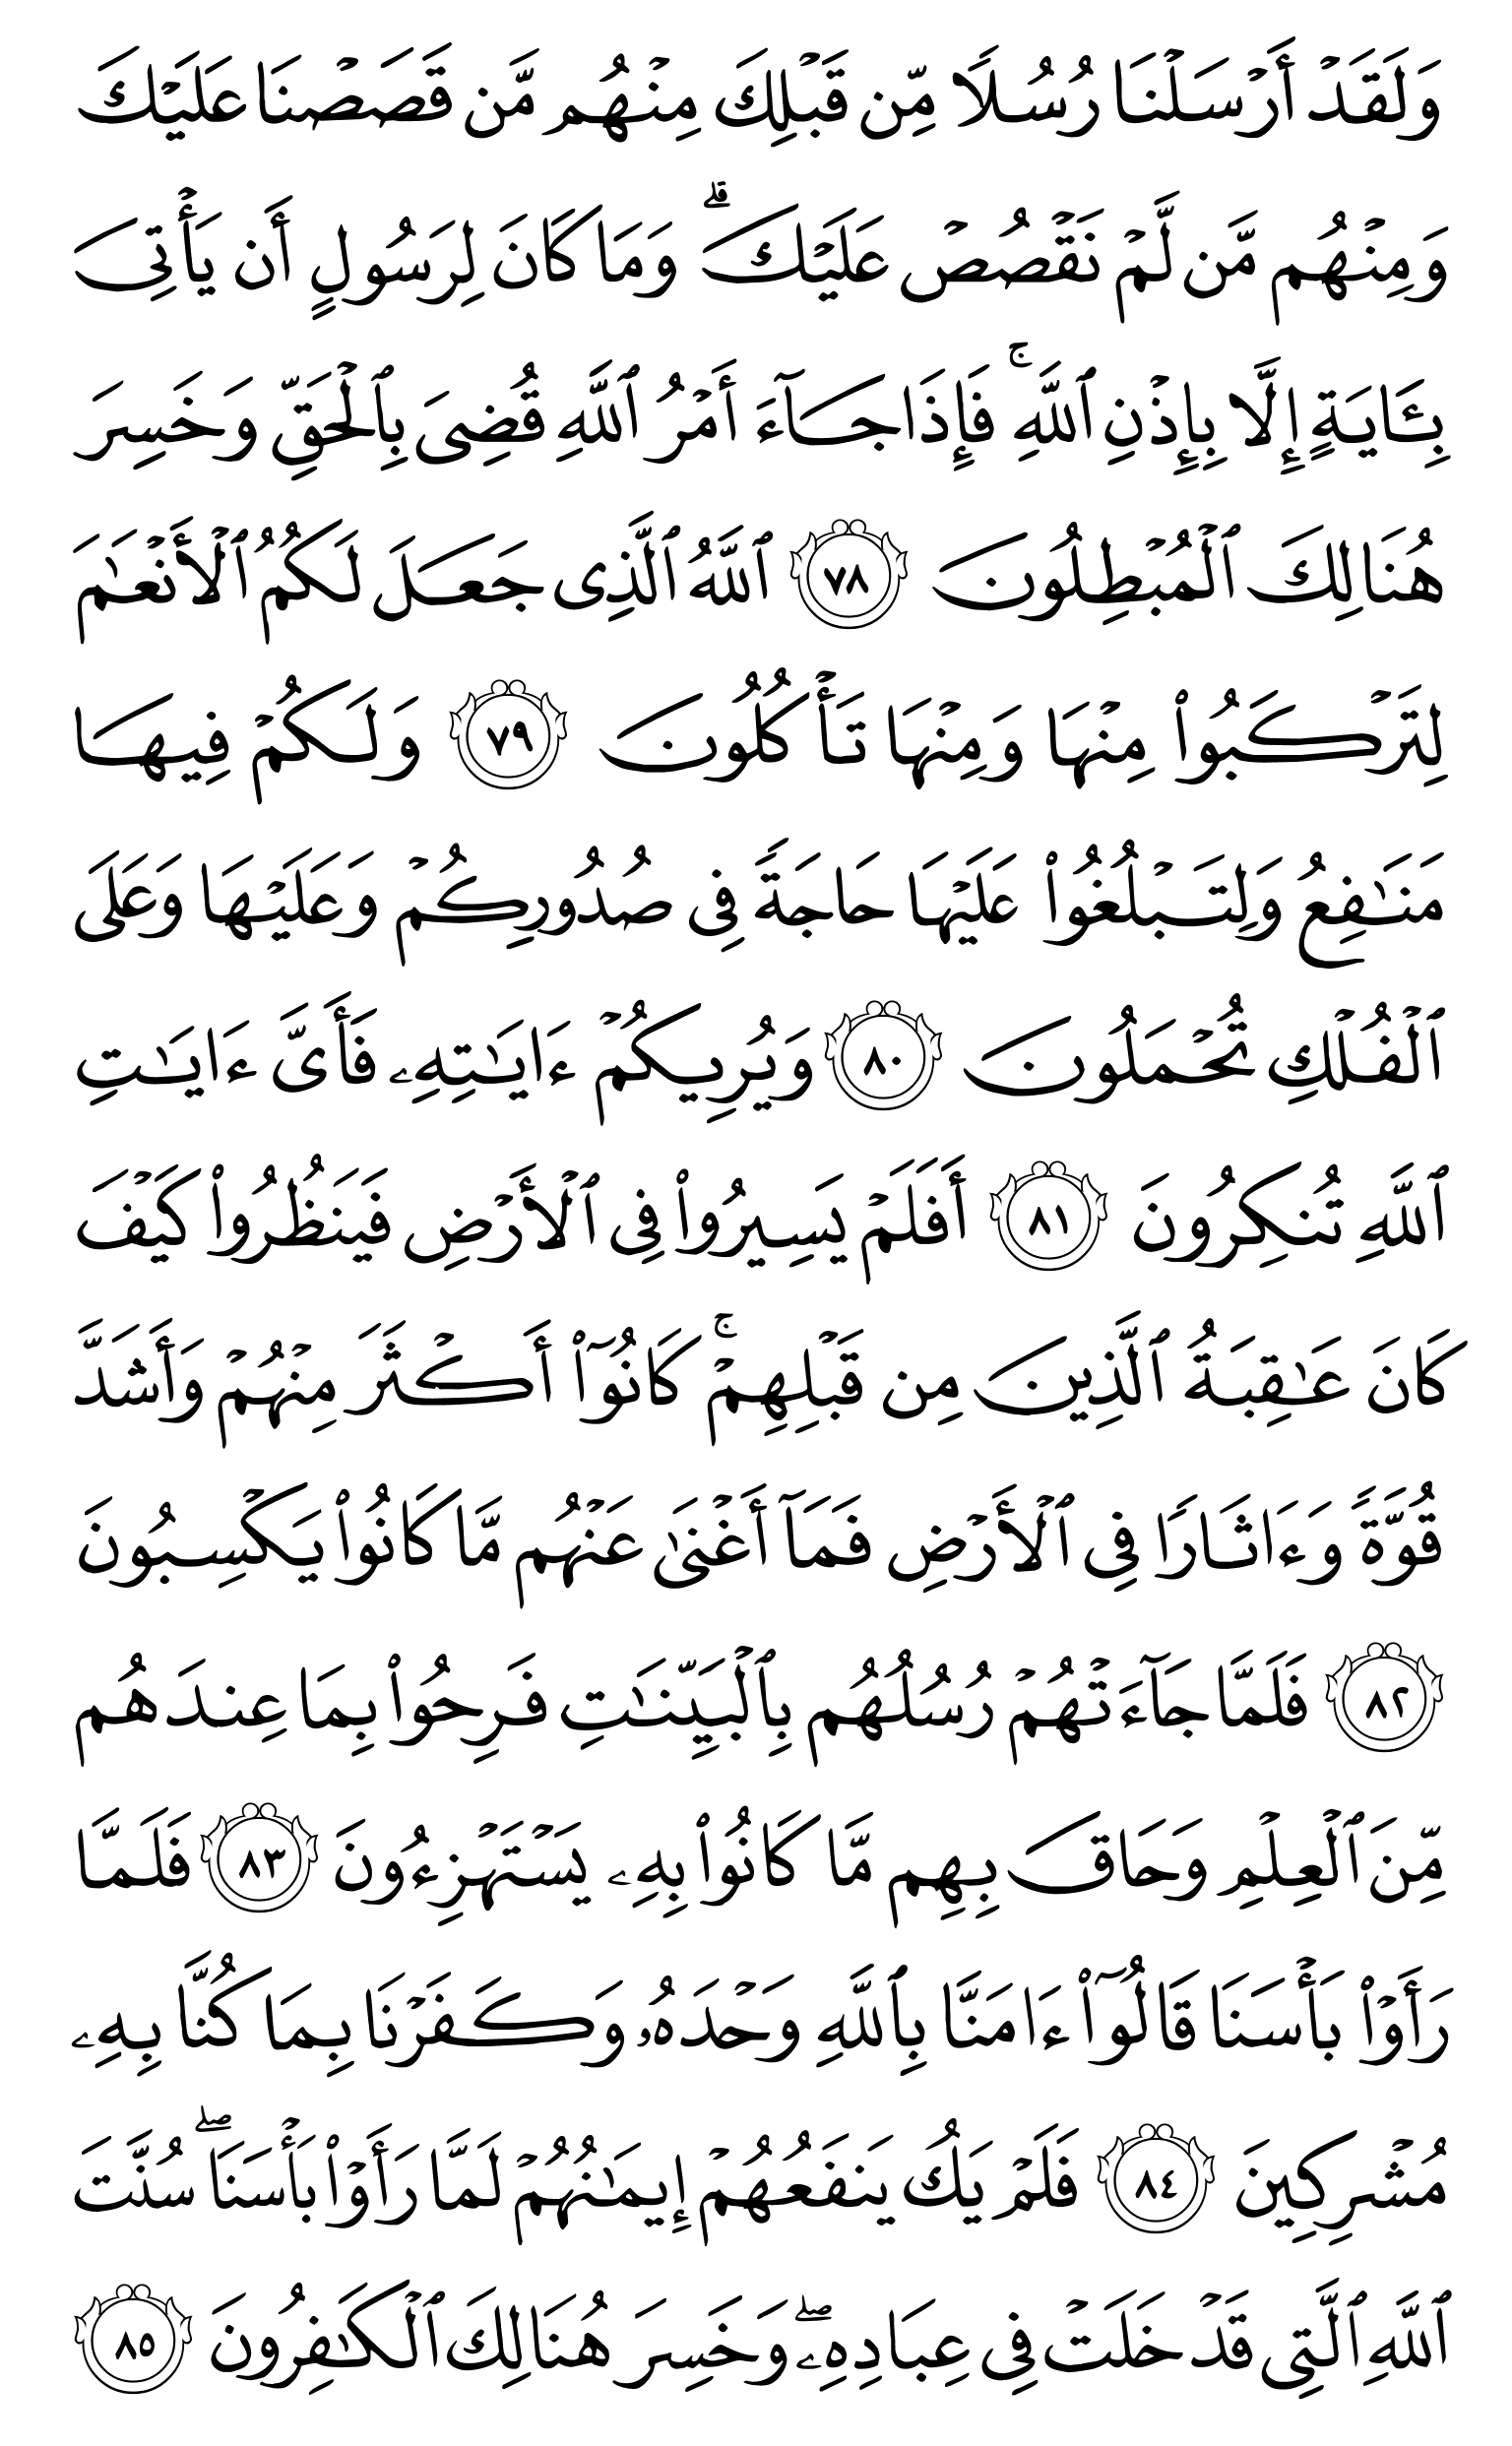 وَلَقَدۡ أَرۡسَلۡنَا رُسُلٗا مِّن قَبۡلِكَ مِنۡهُم مَّن قَصَصۡنَا عَلَيۡكَ
وَمِنۡهُم مَّن لَّمۡ نَقۡصُصۡ عَلَيۡكَۗ وَمَا كَانَ لِرَسُولٍ أَن يَأۡتِيَ
بِـَٔايَةٍ إِلَّا بِإِذۡنِ ٱللَّهِۚ فَإِذَا جَآءَ أَمۡرُ ٱللَّهِ قُضِيَ بِٱلۡحَقِّ وَخَسِرَ
هُنَالِكَ ٱلۡمُبۡطِلُونَ ٧٨ ٱللَّهُ ٱلَّذِي جَعَلَ لَكُمُ ٱلۡأَنۡعَٰمَ
لِتَرۡكَبُواْ مِنۡهَا وَمِنۡهَا تَأۡكُلُونَ ٧٩ وَلَكُمۡ فِيهَا
مَنَٰفِعُ وَلِتَبۡلُغُواْ عَلَيۡهَا حَاجَةٗ فِي صُدُورِكُمۡ وَعَلَيۡهَا وَعَلَى
ٱلۡفُلۡكِ تُحۡمَلُونَ ٨٠ وَيُرِيكُمۡ ءَايَٰتِهِۦ فَأَيَّ ءَايَٰتِ
ٱللَّهِ تُنكِرُونَ ٨١ أَفَلَمۡ يَسِيرُواْ فِي ٱلۡأَرۡضِ فَيَنظُرُواْ كَيۡفَ
كَانَ عَٰقِبَةُ ٱلَّذِينَ مِن قَبۡلِهِمۡۚ كَانُوٓاْ أَكۡثَرَ مِنۡهُمۡ وَأَشَدَّ
قُوَّةٗ وَءَاثَارٗا فِي ٱلۡأَرۡضِ فَمَآ أَغۡنَىٰ عَنۡهُم مَّا كَانُواْ يَكۡسِبُونَ
٨٢ فَلَمَّا جَآءَتۡهُمۡ رُسُلُهُم بِٱلۡبَيِّنَٰتِ فَرِحُواْ بِمَا عِندَهُم
مِّنَ ٱلۡعِلۡمِ وَحَاقَ بِهِم مَّا كَانُواْ بِهِۦ يَسۡتَهۡزِءُونَ ٨٣ فَلَمَّا
رَأَوۡاْ بَأۡسَنَا قَالُوٓاْ ءَامَنَّا بِٱللَّهِ وَحۡدَهُۥ وَكَفَرۡنَا بِمَا كُنَّا بِهِۦ
مُشۡرِكِينَ ٨٤ فَلَمۡ يَكُ يَنفَعُهُمۡ إِيمَٰنُهُمۡ لَمَّا رَأَوۡاْ بَأۡسَنَاۖ سُنَّتَ
ٱللَّهِ ٱلَّتِي قَدۡ خَلَتۡ فِي عِبَادِهِۦۖ وَخَسِرَ هُنَالِكَ ٱلۡكَٰفِرُونَ ٨٥